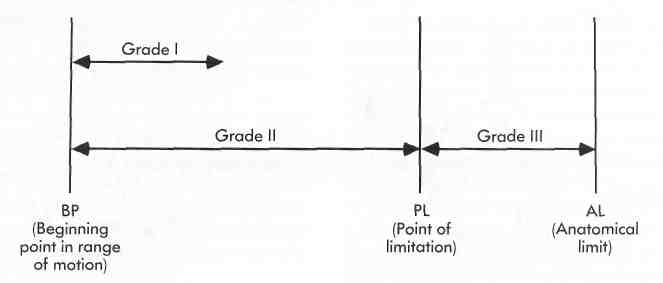 Grade I
Grade II
Grade III
BP
(Beginning
point in range
of motion)
PL
(Point of
limitation)
AL
(Anatomical
limit)